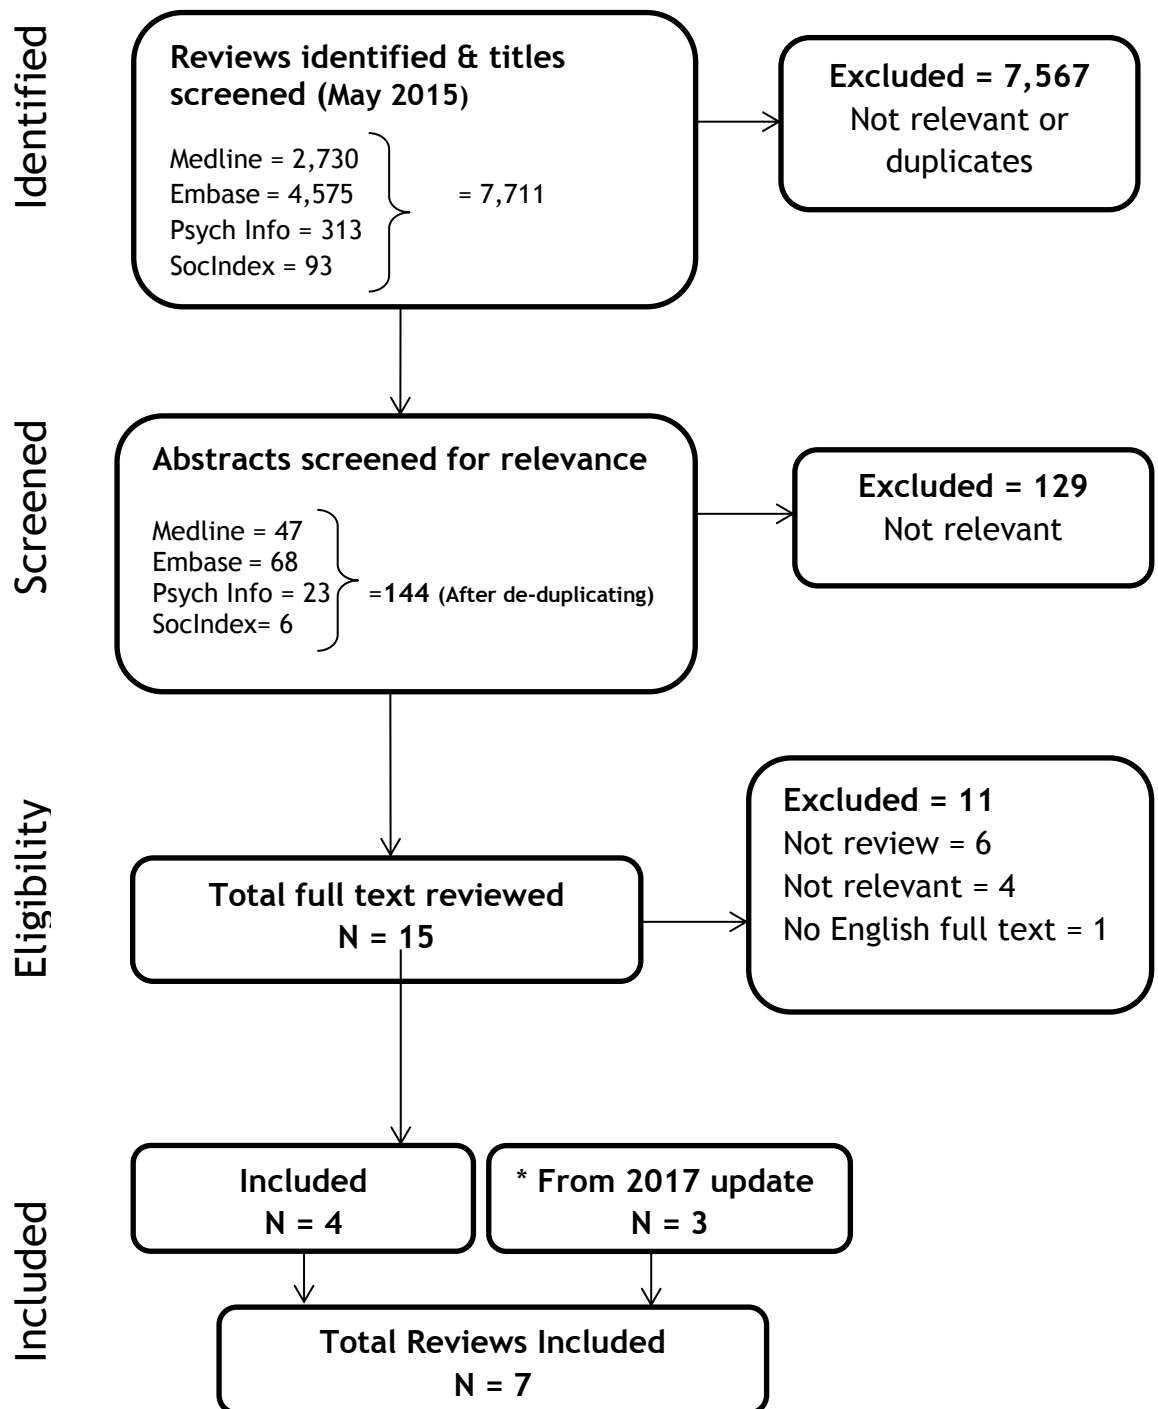 Identified
Reviews identified & titles
screened (May 2015)
Medline = 2,730
Embase = 4,575
Psych Info = 313
SocIndex = 93
= 7,711
Excluded = 7,567
Not relevant or
duplicates
Screened
Abstracts screened for relevance
Medline = 47
Embase = 68
Psych Info = 23
SocIndex= 6
=144 (After de-duplicating)
Excluded = 129
Not relevant
Eligibility
Total full text reviewed
N = 15
Excluded = 11
Not review = 6
Not relevant = 4
No English full text = 1
Included
Included
N = 4
* From 2017 update
N = 3
Total Reviews Included
N = 7